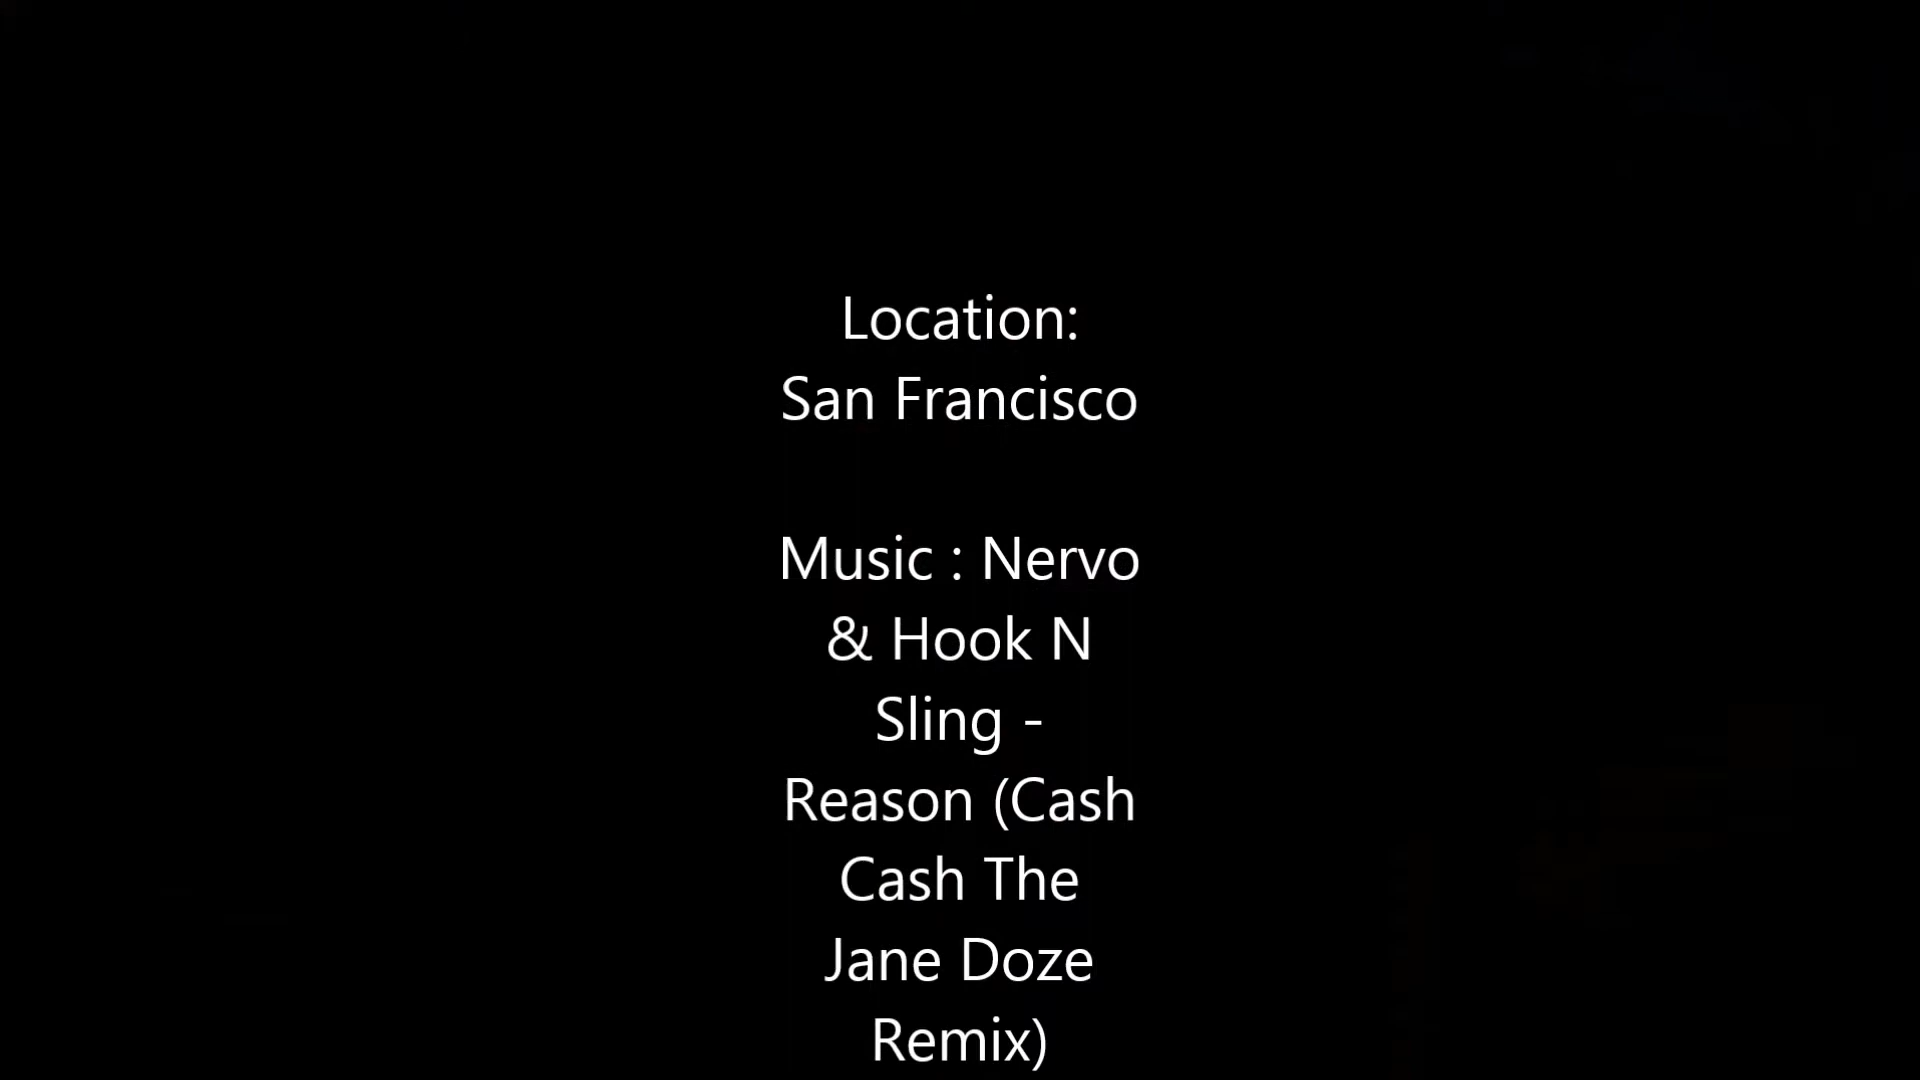 Location:
San Francisco
Music : Nervo
& Hook N
Sling -
Reason (Cash
Cash The
Jane Doze
Remix)